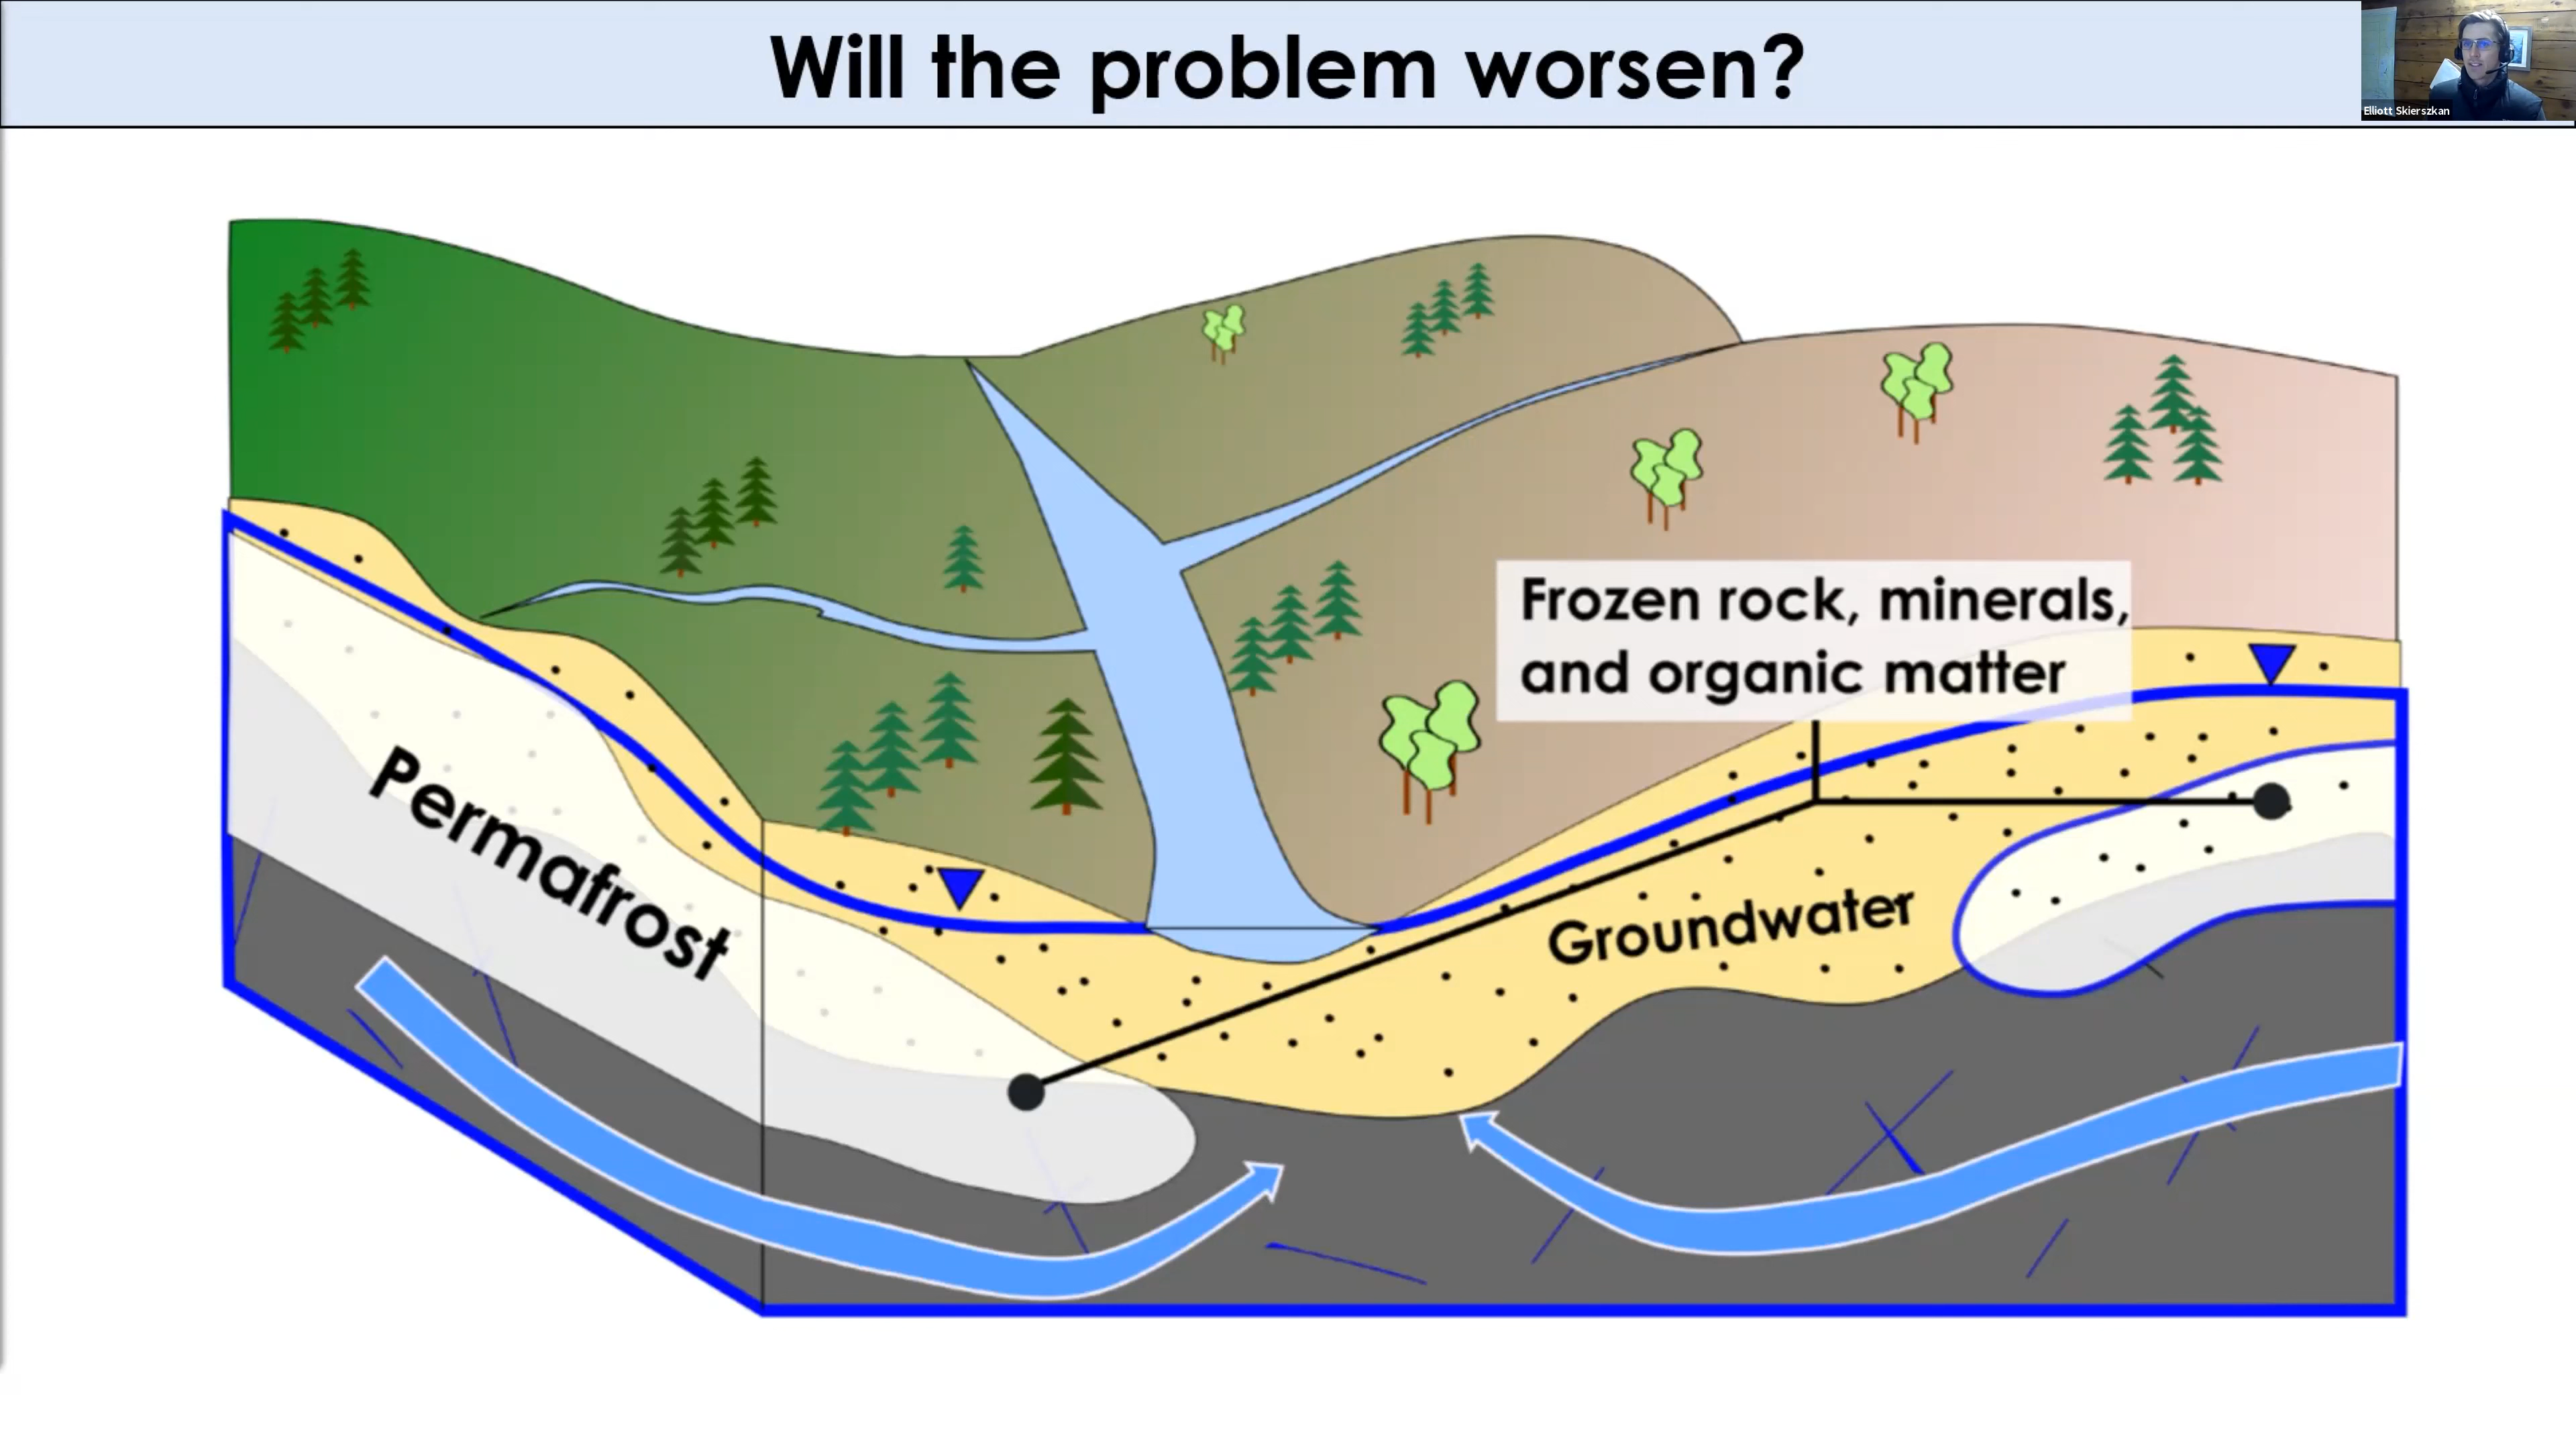 Will the problem worsen?
Elliott Skierszkan
Frozen rock, minerals,
and organic matter
Permafrost
Groundwater